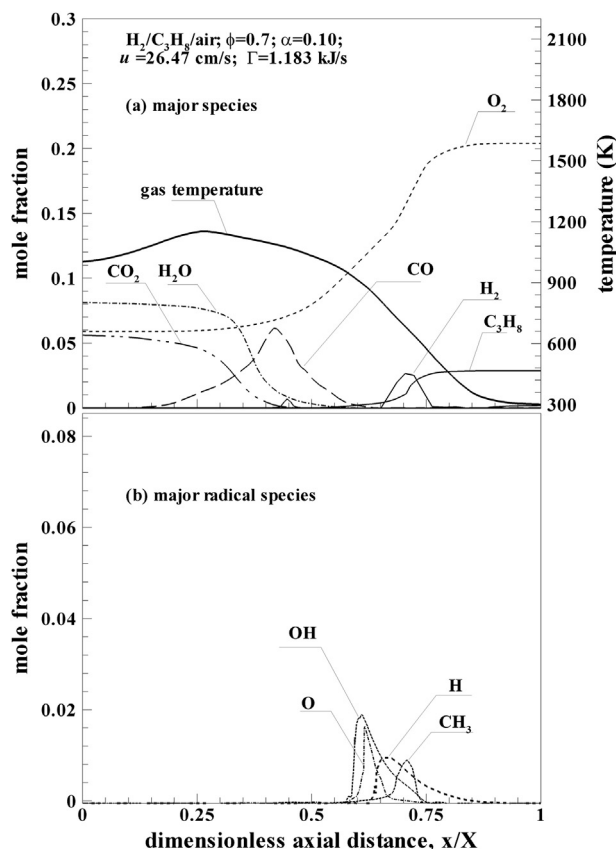 H₂/C₃H₈/air; ϕ=0.7; α=0.10;
u =26.47 cm/s; Γ=1.183 kJ/s
(a) major species
O₂
gas temperature
CO₂
H₂O
CO
H₂
C₃H₈
0.3
0.25
0.2
0.15
0.1
0.05
0
mole fraction
2100
1800
1500
1200
900
600
300
temperature (K)
(b) major radical species
OH
O
H
CH₃
0.08
0.06
0.04
0.02
0
mole fraction
0
0.25
0.5
0.75
1
dimensionless axial distance, x/X